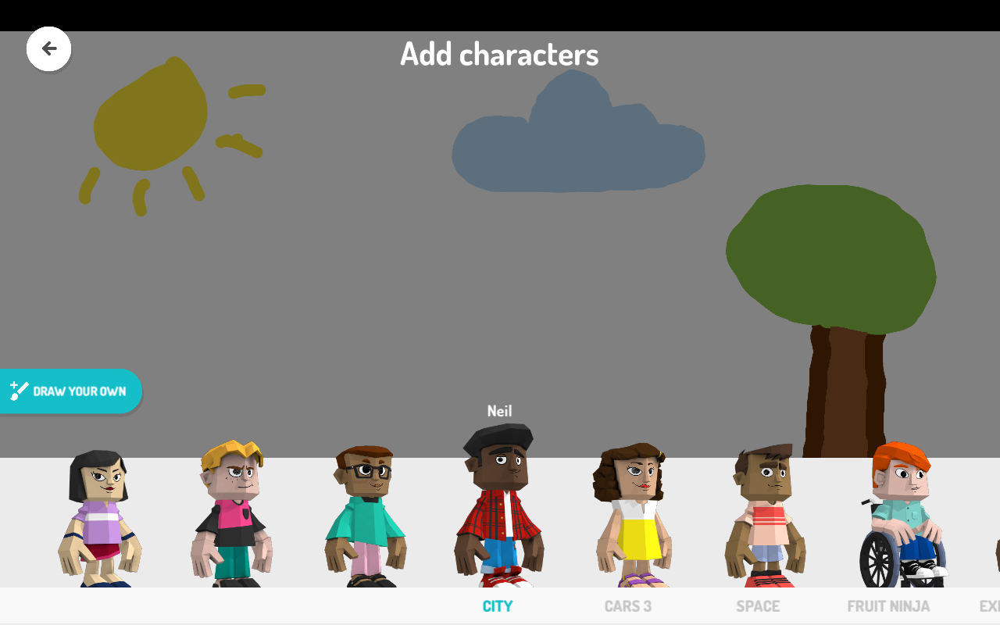 Add characters
DRAW YOUR OWN
Neil
CITY
CARS 3
SPACE
FRUIT NINJA